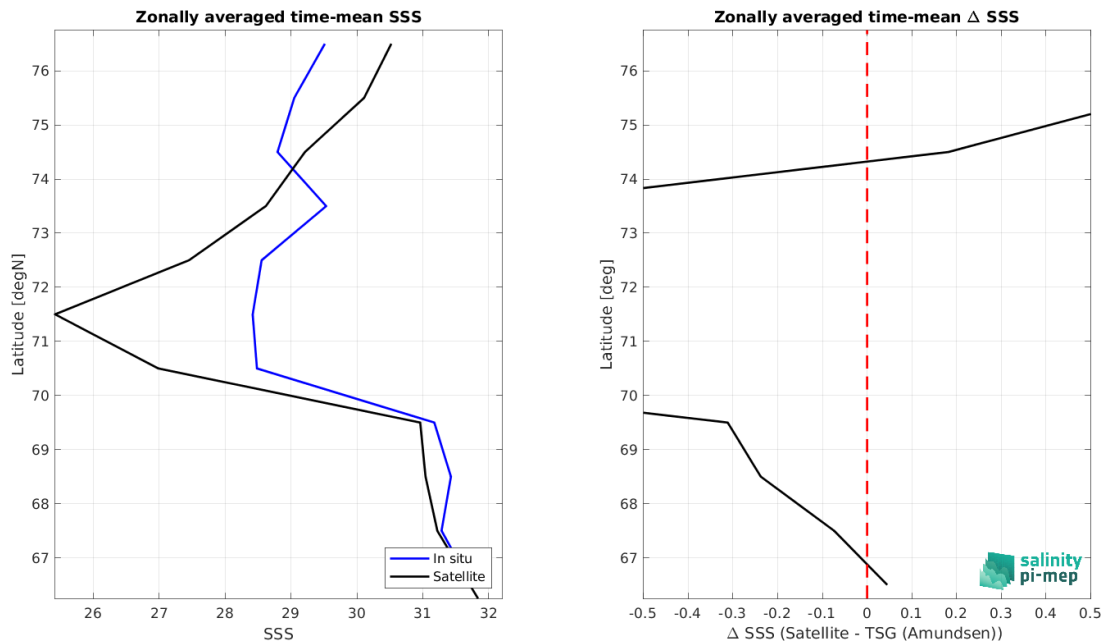 Zonally averaged time-mean SSS
Latitude [degN]
76
75
74
73
72
71
70
69
68
67
26 27 28 29 30 31 32
SSS
In situ
Satellite
Zonally averaged time-mean Δ SSS
Latitude [deg]
76
75
74
73
72
71
70
69
68
67
-0.5 -0.4 -0.3 -0.2 -0.1 0 0.1 0.2 0.3 0.4 0.5
Δ SSS (Satellite - TSG (Amundsen))
salinity
pi-mep